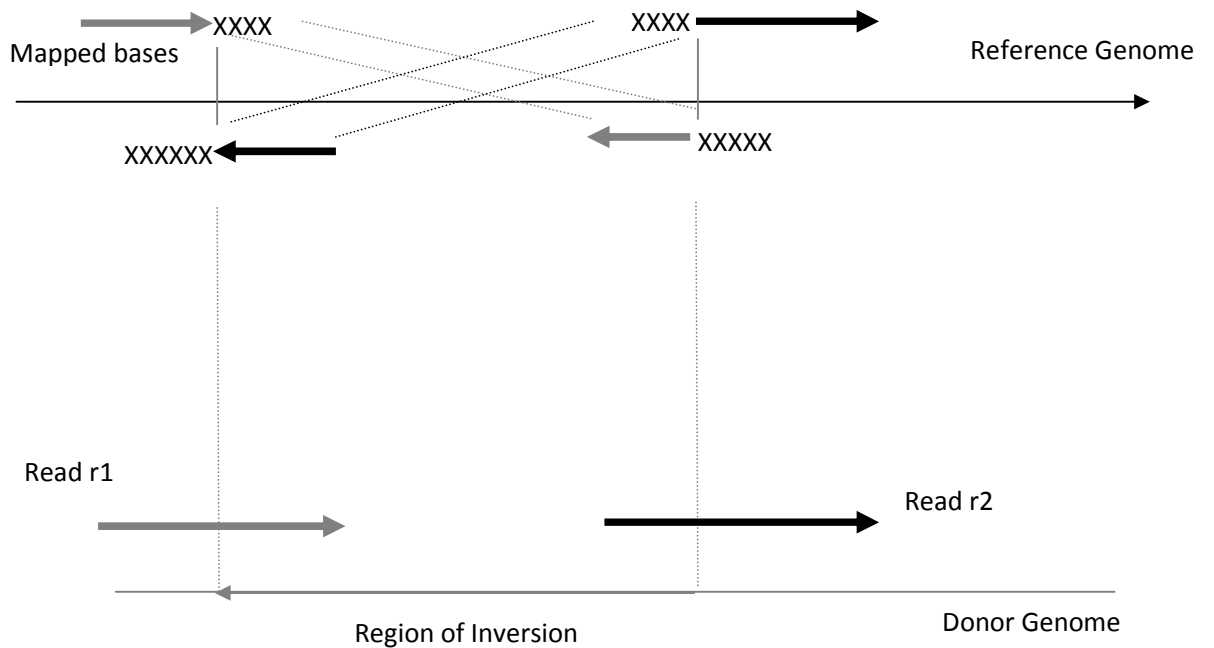 XXXX
XXXX
Mapped bases
Reference Genome
XXXXXX
XXXXX
Read r1
Read r2
Region of Inversion
Donor Genome